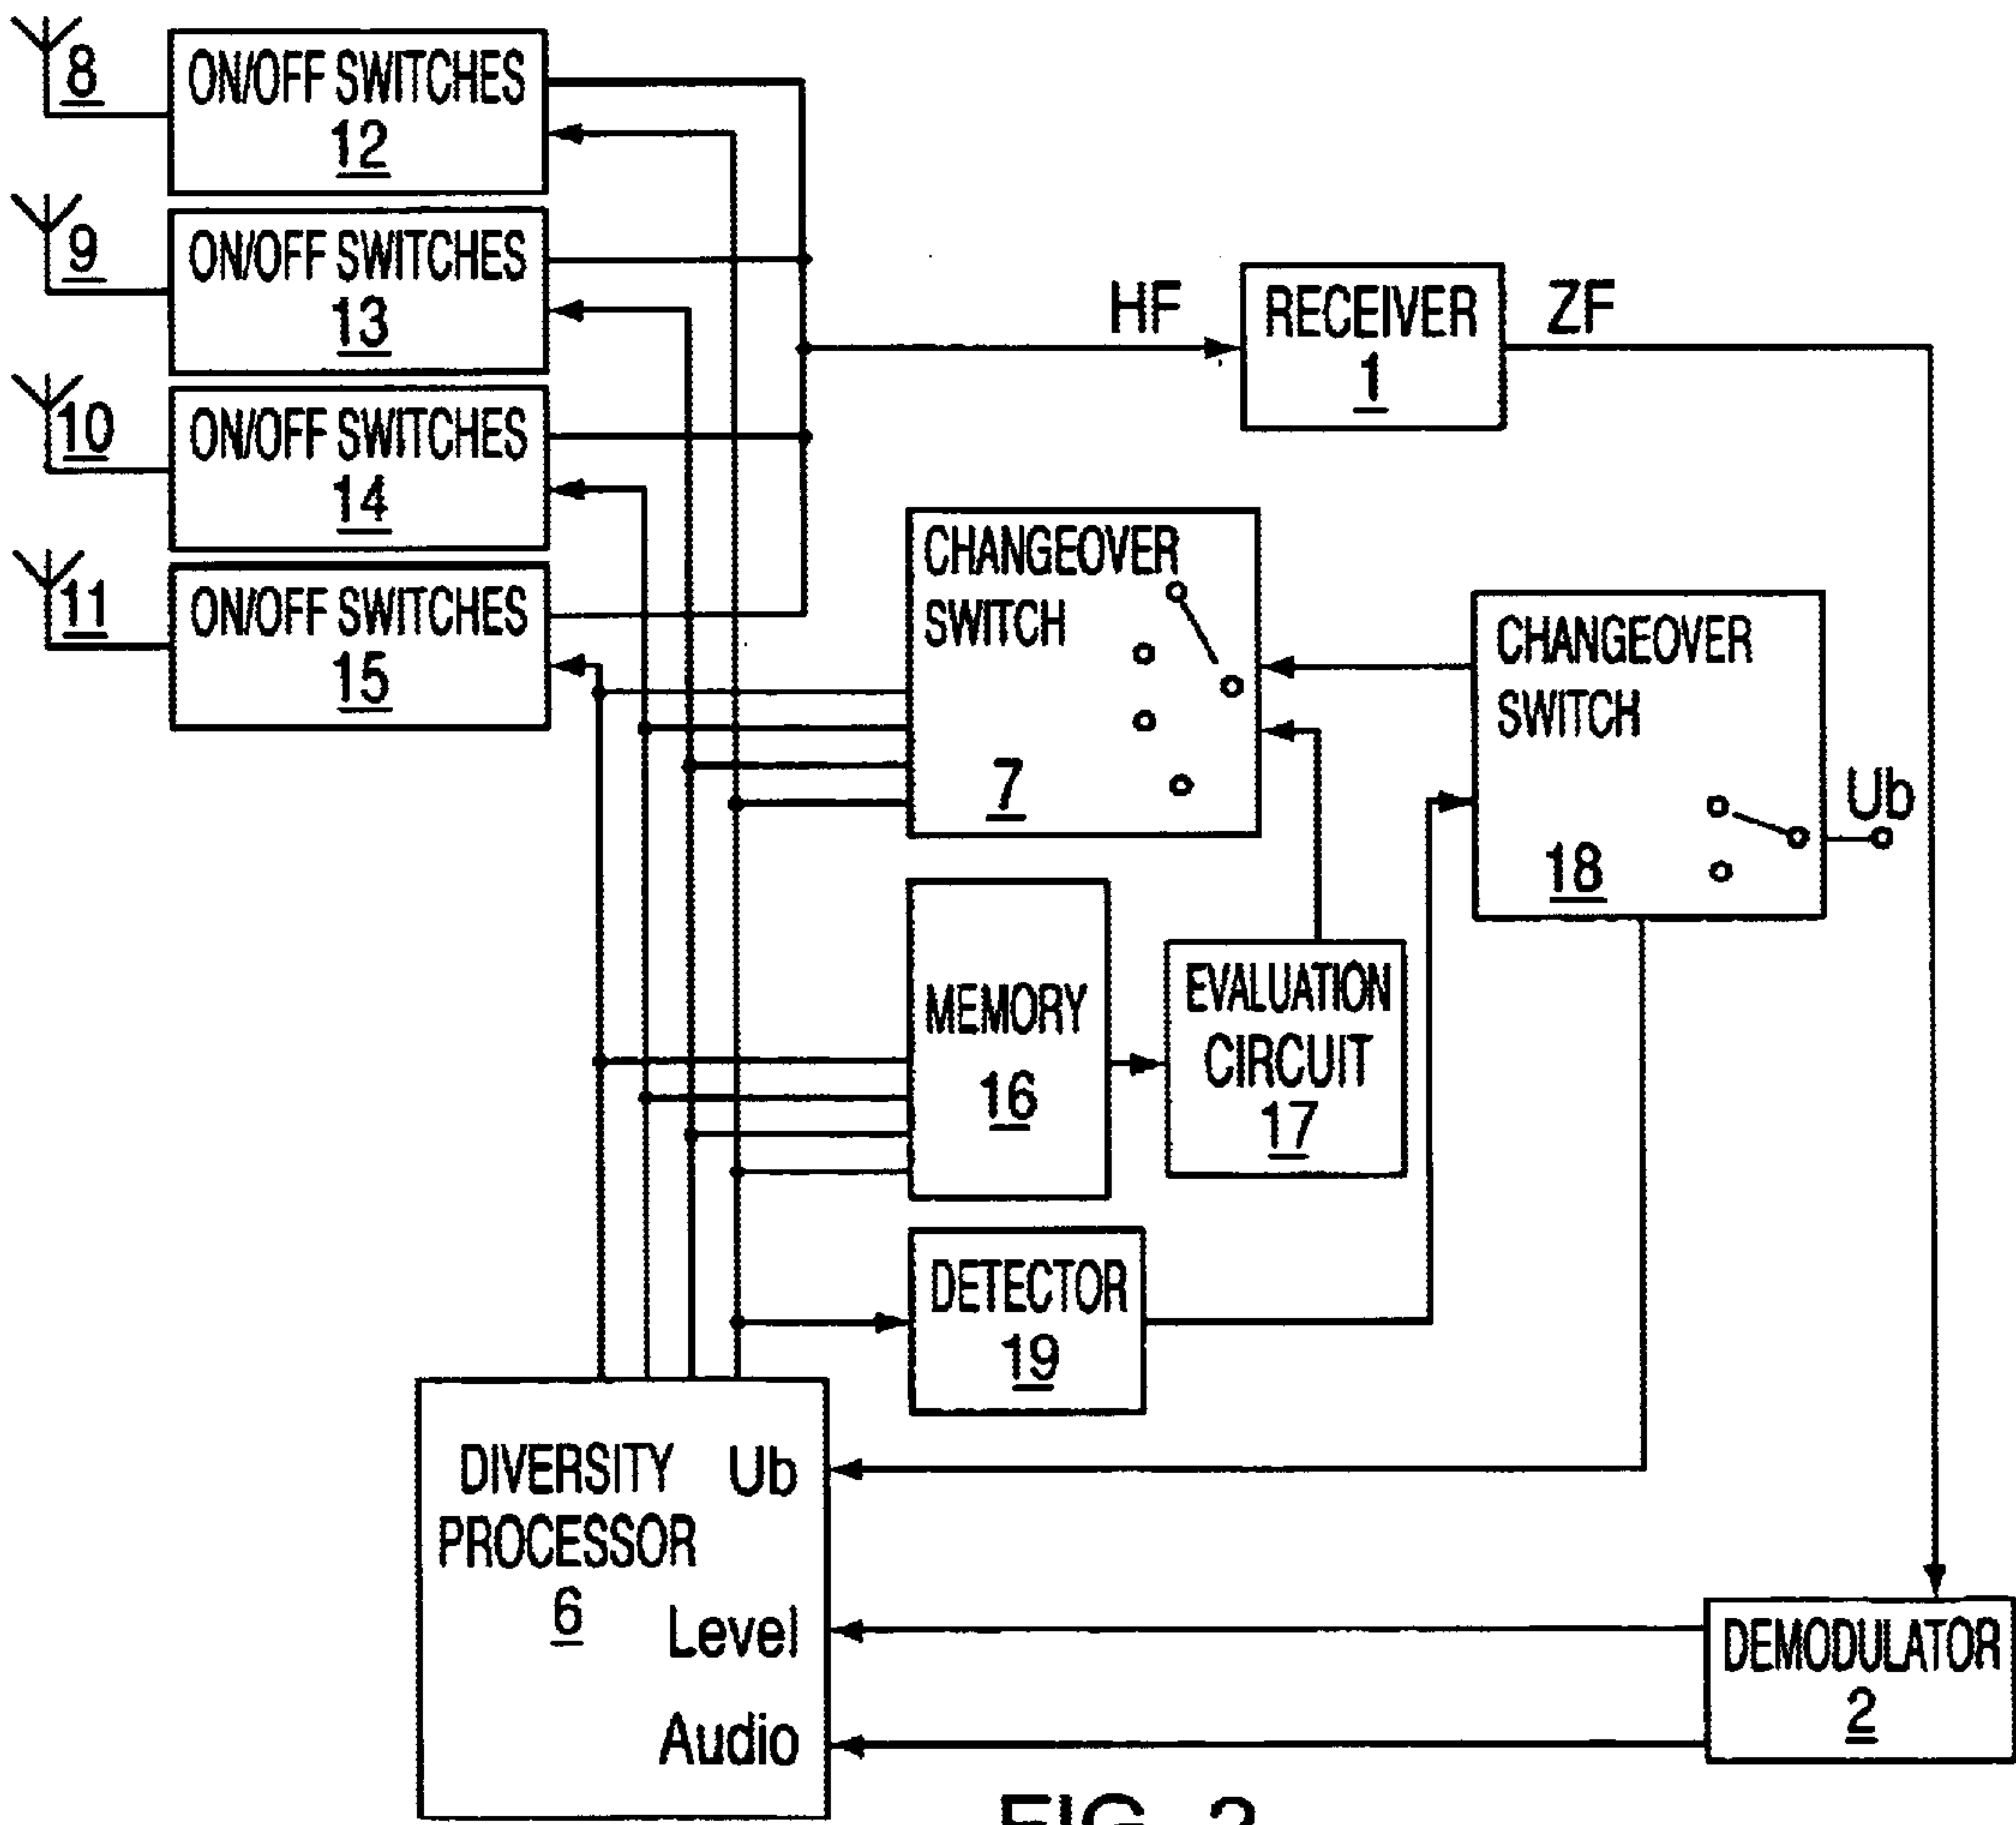 8
ON/OFF SWITCHES
12
9
ON/OFF SWITCHES
13
10
ON/OFF SWITCHES
14
11
ON/OFF SWITCHES
15
HF
RECEIVER
1
ZF
CHANGEOVER
SWITCH
7
CHANGEOVER
SWITCH
18
Ub
MEMORY
16
EVALUATION
CIRCUIT
17
DETECTOR
19
DIVERSITY
PROCESSOR
6
Ub
Level
Audio
DEMODULATOR
2